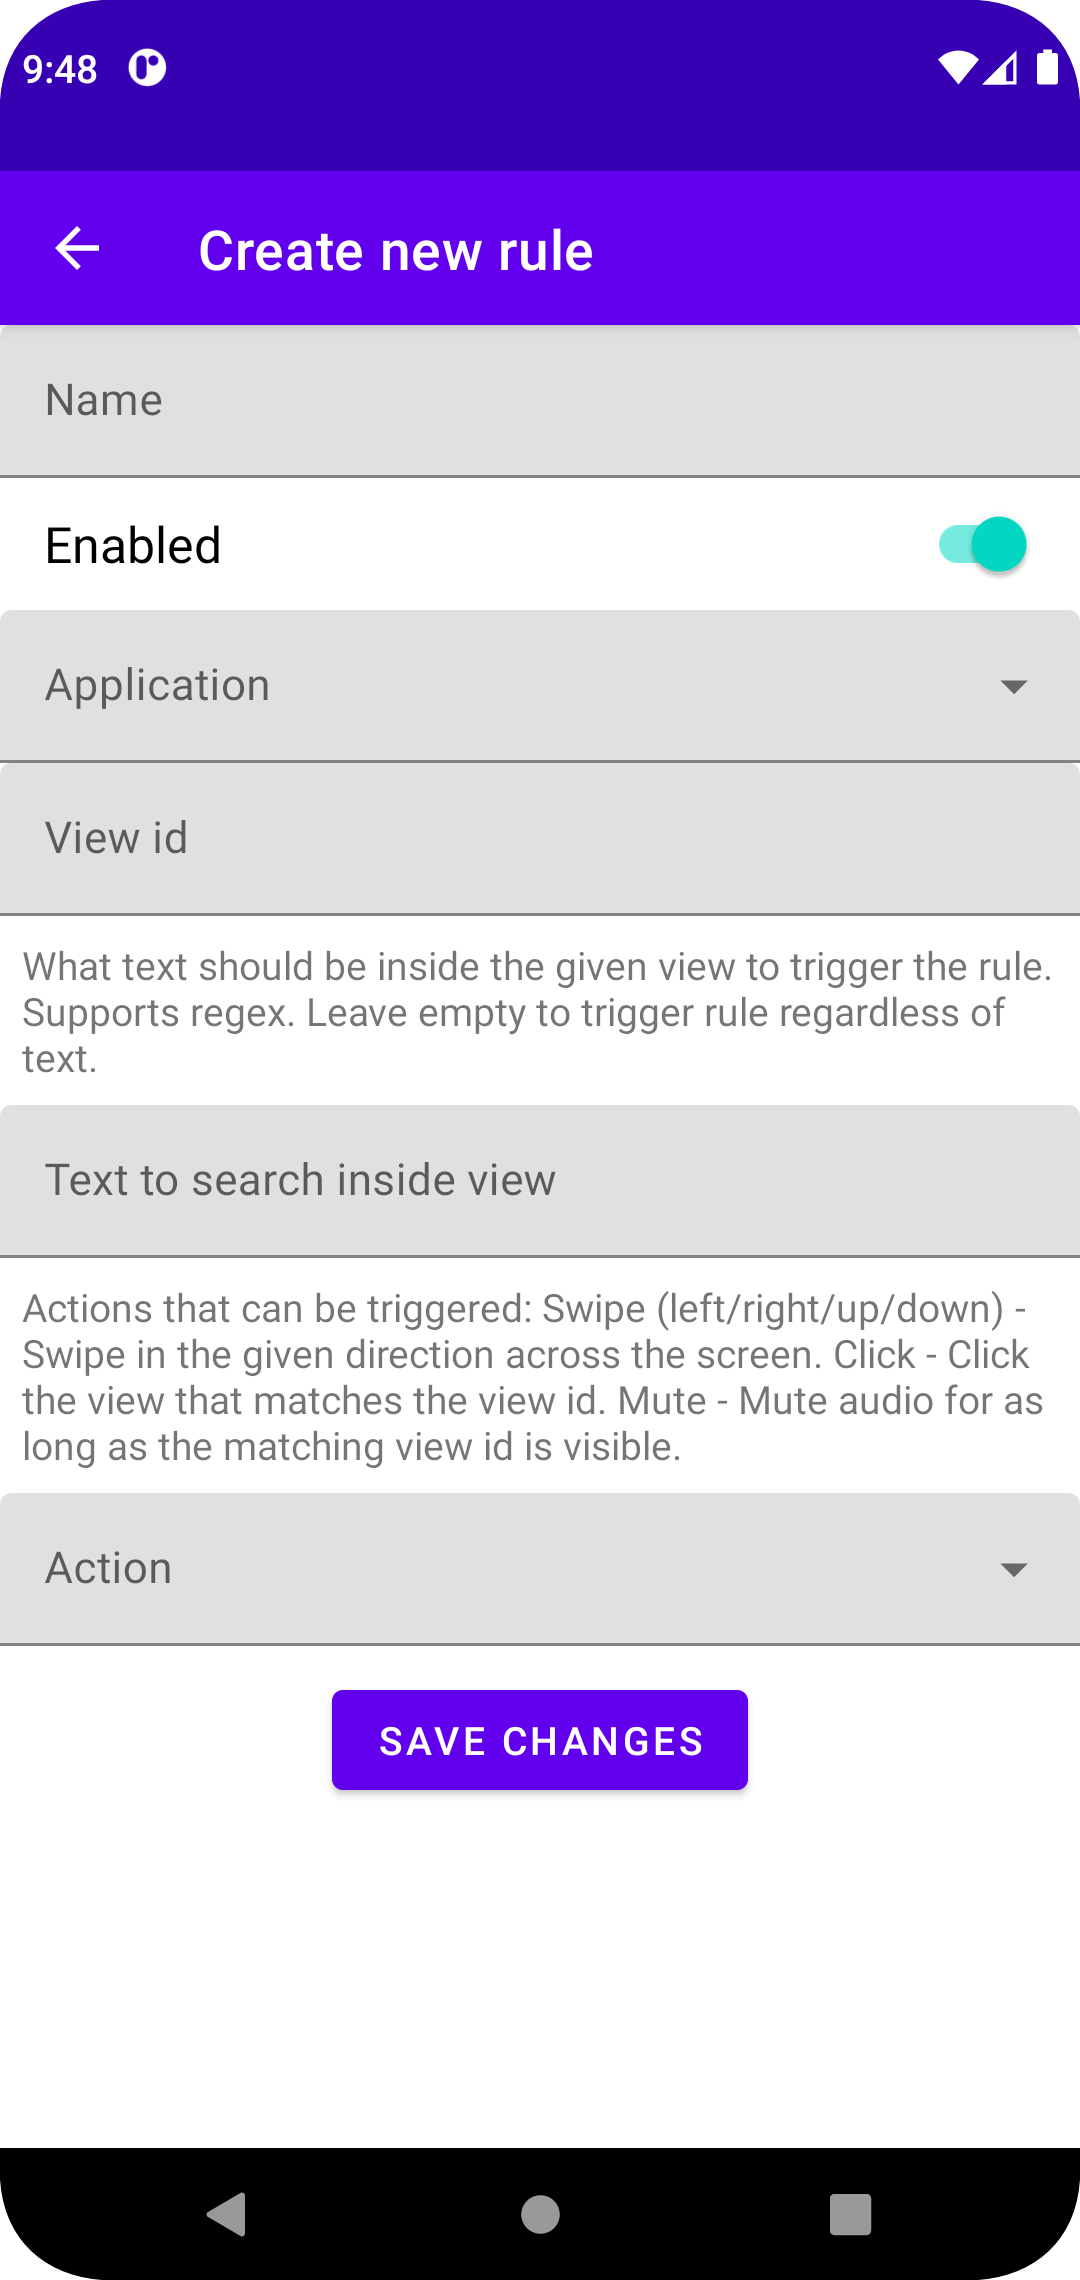 9:48
Create new rule
Name
Enabled
Application
View id
What text should be inside the given view to trigger the rule.
Supports regex. Leave empty to trigger rule regardless of
text.
Text to search inside view
Actions that can be triggered: Swipe (left/right/up/down) -
Swipe in the given direction across the screen. Click - Click
the view that matches the view id. Mute - Mute audio for as
long as the matching view id is visible.
Action
SAVE CHANGES